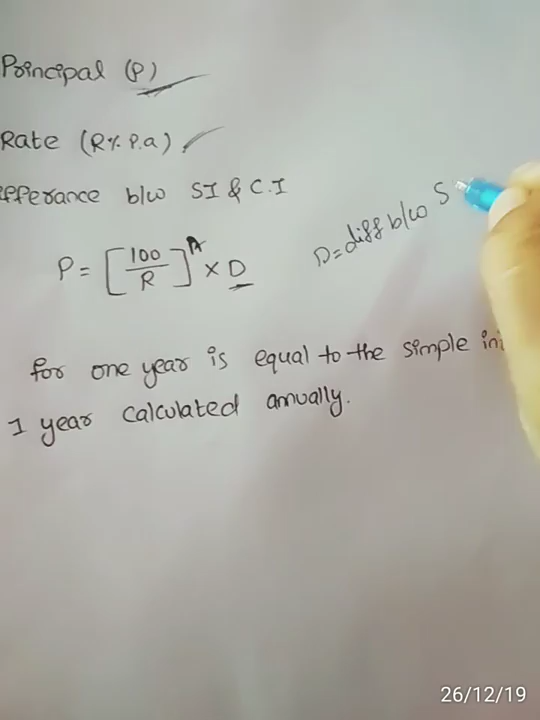 Principal (P)
Rate (R% P.a)
fferance b/w SI & C.I
P = [100/R] × D
D = diff b/w S
for one year is equal to the simple in
1 year calculated annually.
26/12/19